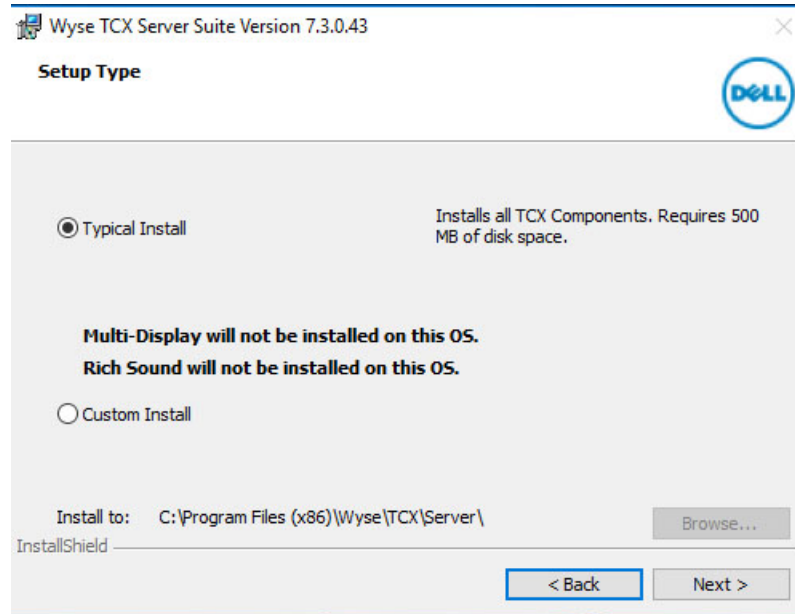 Wyse TCX Server Suite Version 7.3.0.43
Setup Type
DELL
Typical Install
Installs all TCX Components. Requires 500
MB of disk space.
Multi-Display will not be installed on this OS.
Rich Sound will not be installed on this OS.
Custom Install
Install to: C:\Program Files (x86)\Wyse\TCX\Server\
Browse...
InstallShield
< Back
Next >